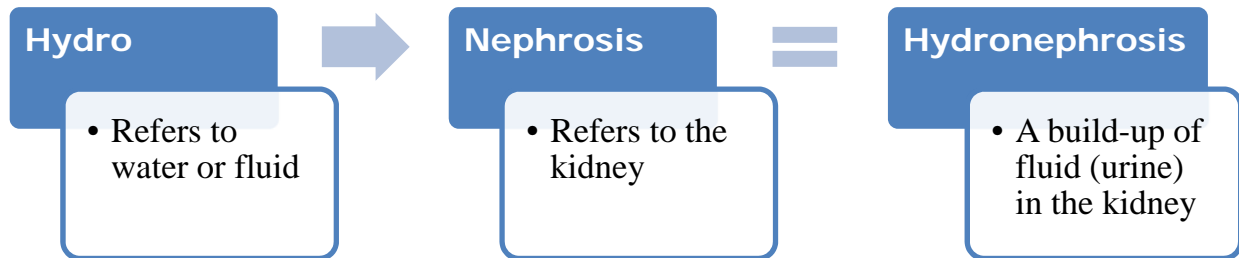 Hydro
• Refers to
water or fluid
Nephrosis
• Refers to the
kidney
Hydronephrosis
• A build-up of
fluid (urine)
in the kidney